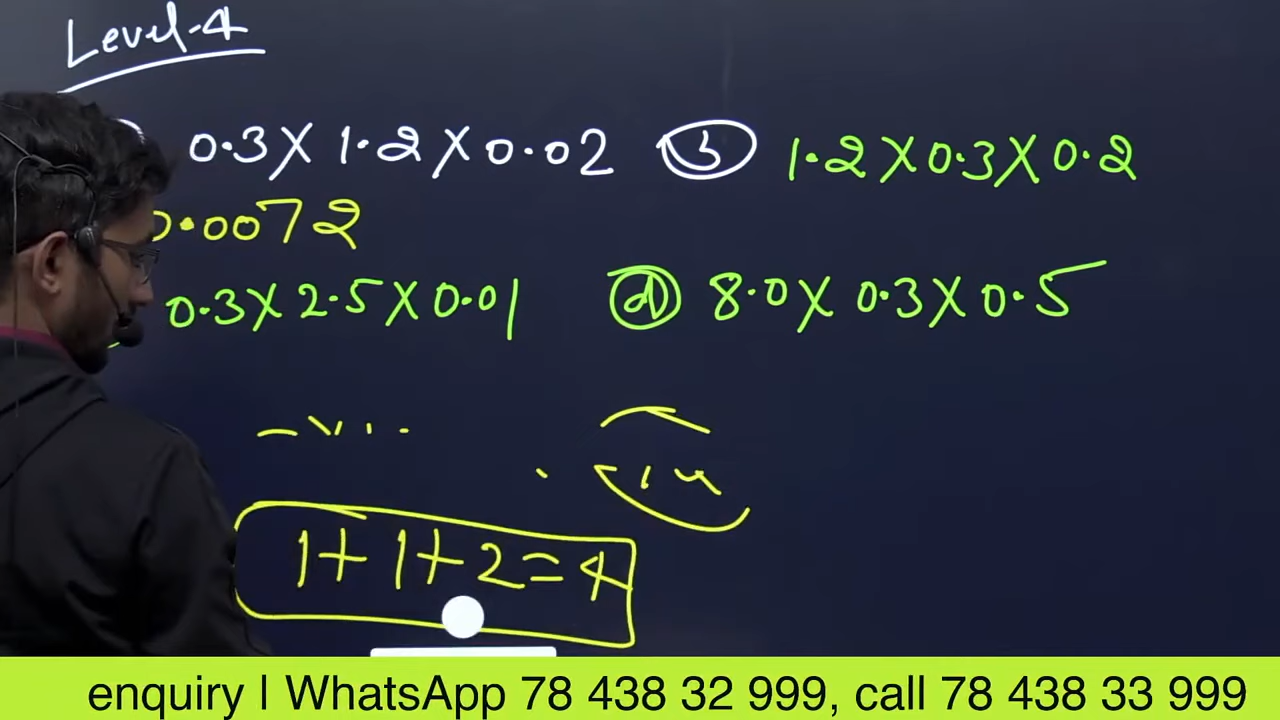 Level-4
0.3 X 1.2 X 0.02 (b) 1.2 X 0.3 X 0.2
0.0072
0.3 X 2.5 X 0.01 (d) 8.0 X 0.3 X 0.5
1 + 1 + 2 = 4
enquiry | WhatsApp 78 438 32 999, call 78 438 33 999